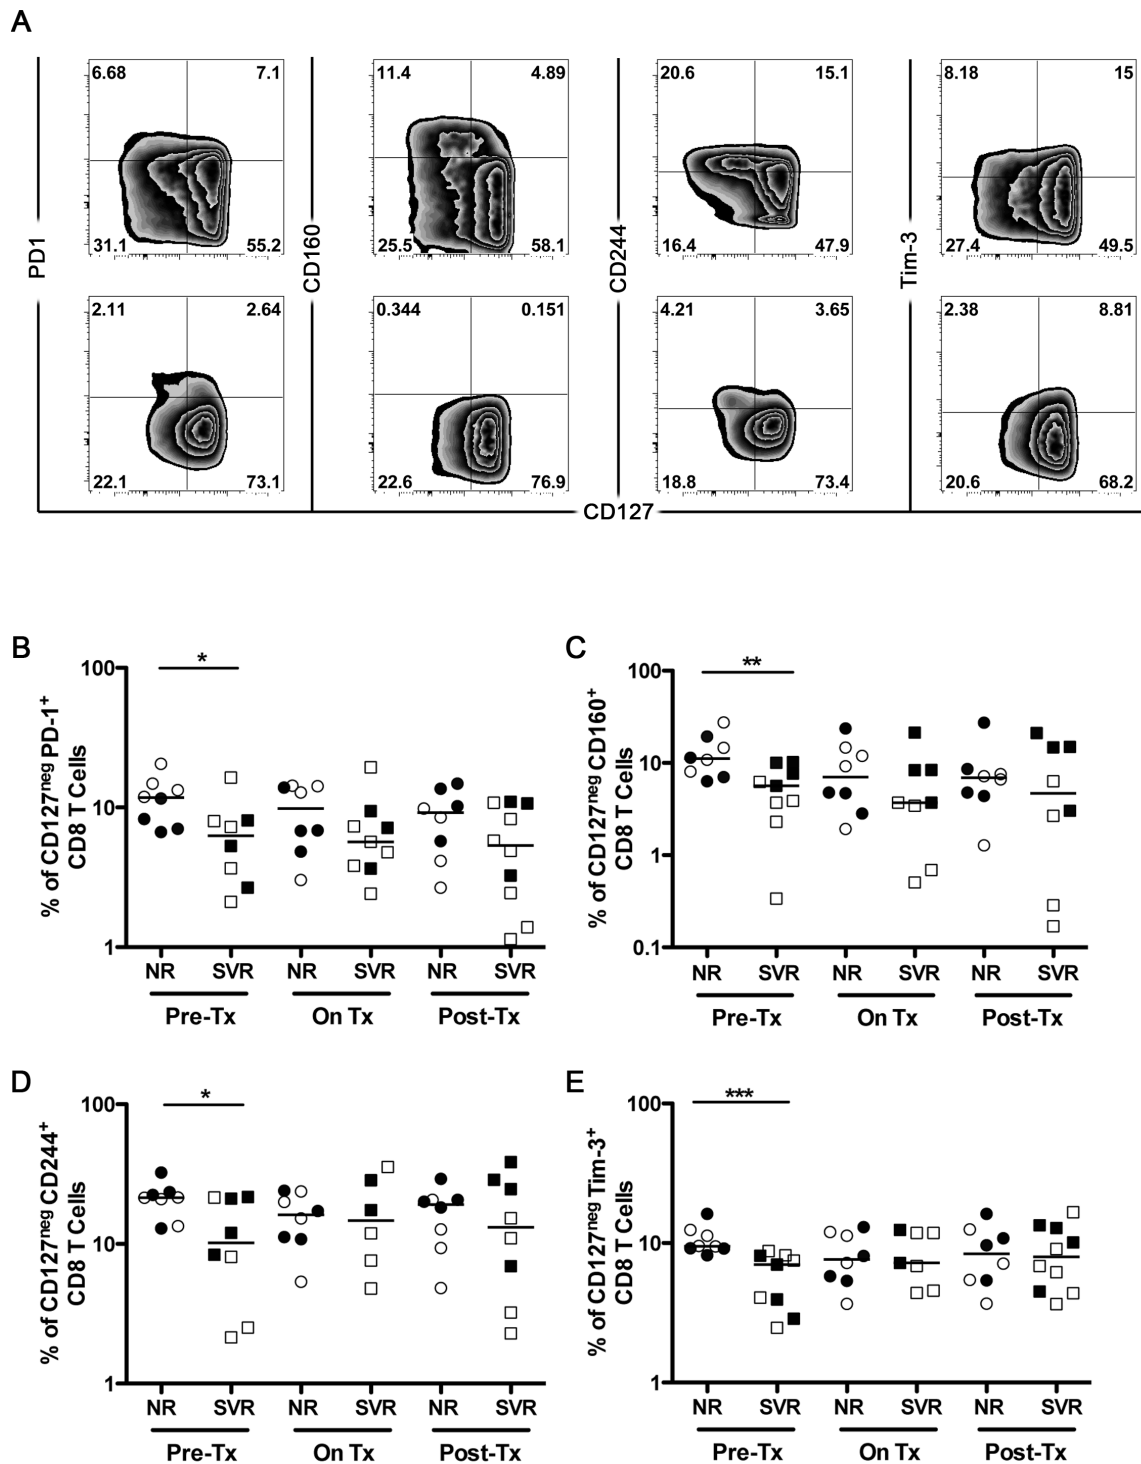 A
6.68 7.1
31.1 55.2
PD1
11.4 4.89
25.5 58.1
CD160
20.6 15.1
16.4 47.9
CD244
8.18 15
27.4 49.5
Tim-3
2.11 2.64
22.1 73.1
0.344 0.151
22.6 76.9
4.21 3.65
18.8 73.4
2.38 8.81
20.6 68.2
CD127
B
% of CD127neg PD-1+
CD8 T Cells
100
10
1
*
NR SVR NR SVR NR SVR
Pre-Tx On Tx Post-Tx
C
% of CD127neg CD160+
CD8 T Cells
100
10
1
0.1
**
NR SVR NR SVR NR SVR
Pre-Tx On Tx Post-Tx
D
% of CD127neg CD244+
CD8 T Cells
100
10
1
*
NR SVR NR SVR NR SVR
Pre-Tx On Tx Post-Tx
E
% of CD127neg Tim-3+
CD8 T Cells
100
10
1
***
NR SVR NR SVR NR SVR
Pre-Tx On Tx Post-Tx